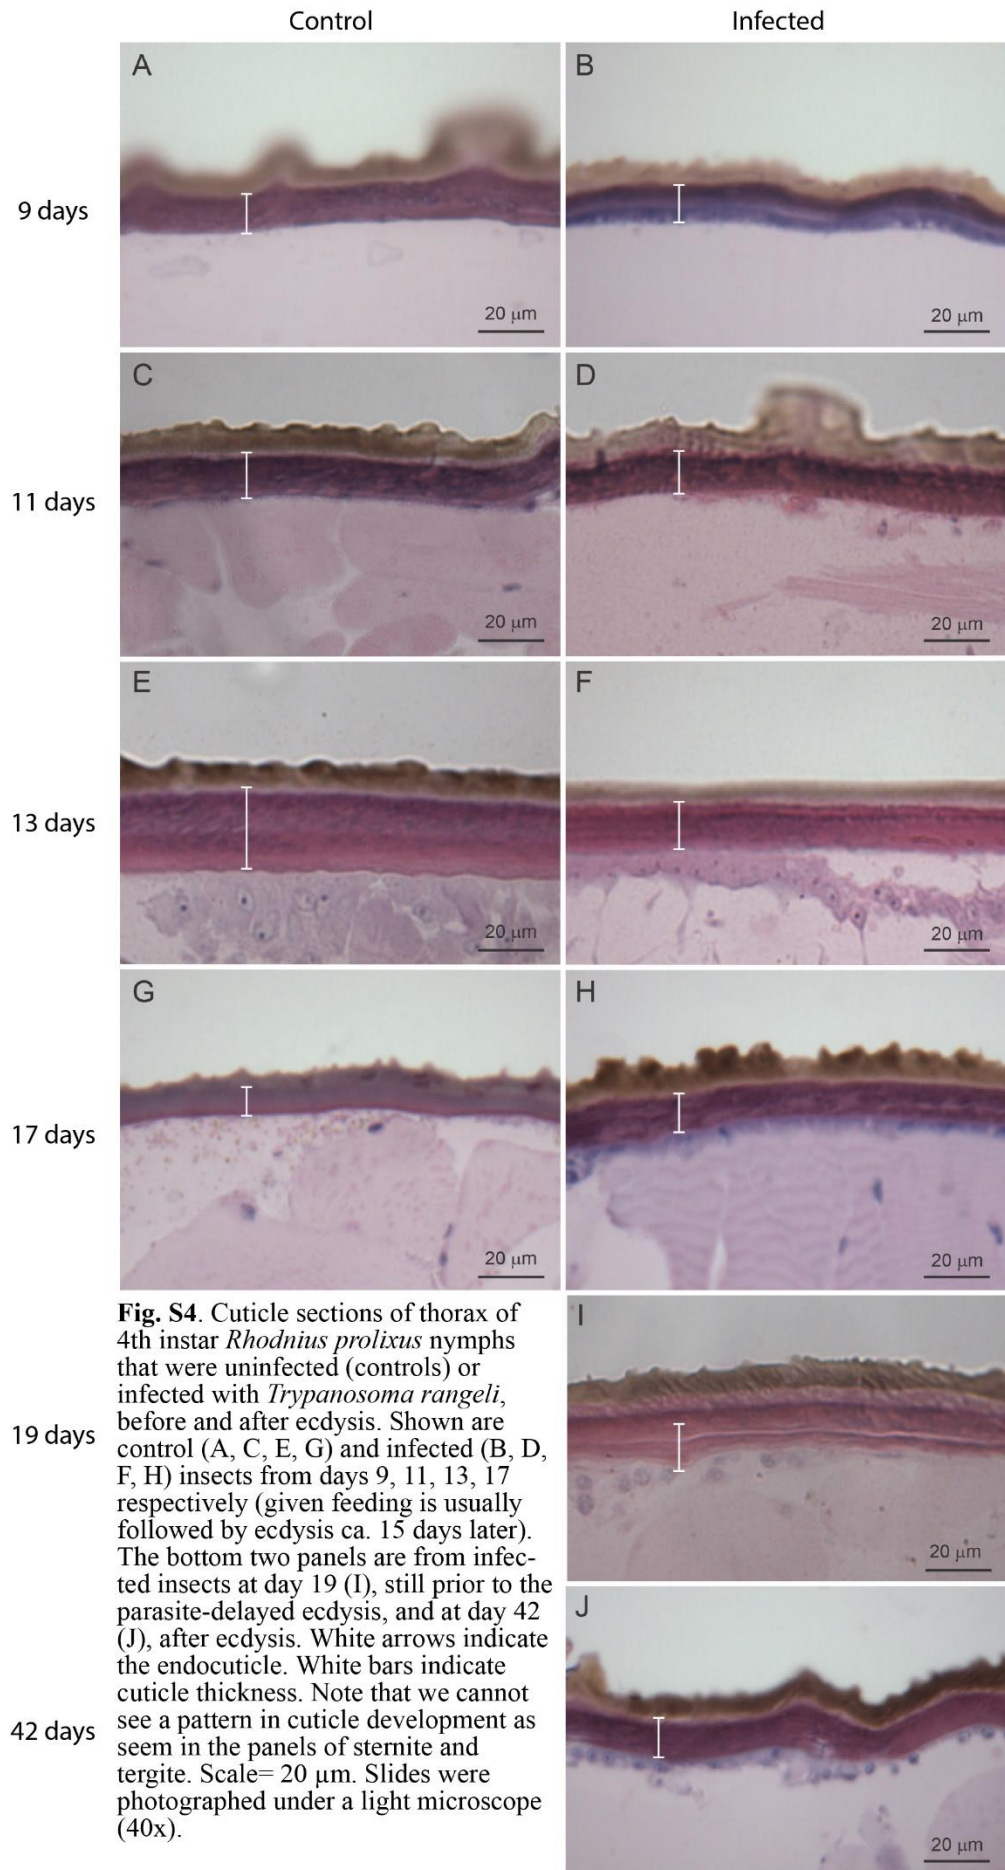 Control
Infected
A
B
9 days
20 µm
20 µm
C
D
11 days
20 µm
20 µm
E
F
13 days
20 µm
20 µm
G
H
17 days
20 µm
20 µm
Fig. S4. Cuticle sections of thorax of
4th instar Rhodnius prolixus nymphs
that were uninfected (controls) or
infected with Trypanosoma rangeli,
before and after ecdysis. Shown are
control (A, C, E, G) and infected (B, D,
F, H) insects from days 9, 11, 13, 17
respectively (given feeding is usually
followed by ecdysis ca. 15 days later).
The bottom two panels are from infec-
ted insects at day 19 (I), still prior to the
parasite-delayed ecdysis, and at day 42
(J), after ecdysis. White arrows indicate
the endocuticle. White bars indicate
cuticle thickness. Note that we cannot
see a pattern in cuticle development as
seem in the panels of sternite and
tergite. Scale= 20 µm. Slides were
photographed under a light microscope
(40x).
I
19 days
20 µm
J
42 days
20 µm